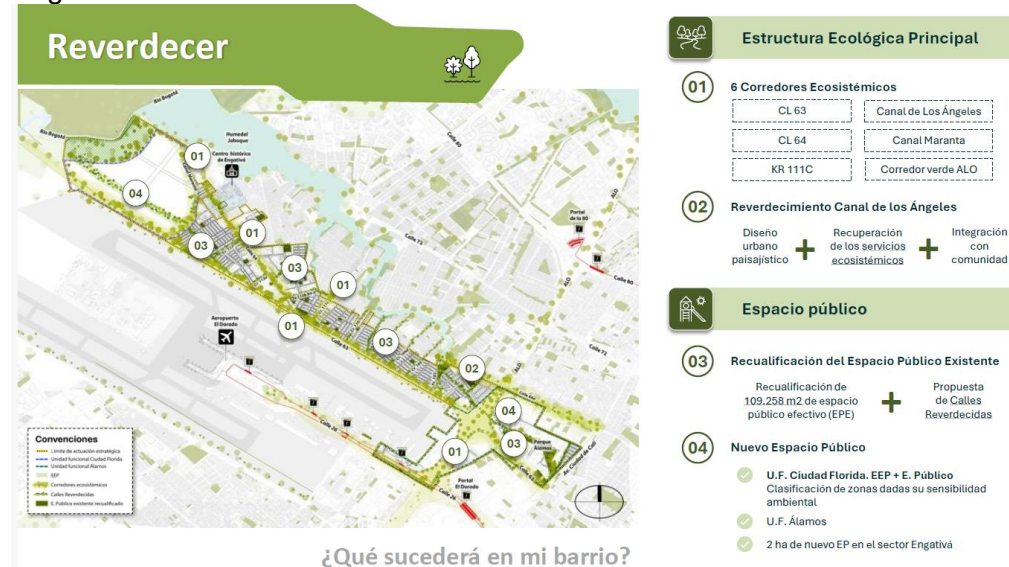 Reverdecer
Río Bogotá
Río Bogotá
Humedal
Jaboque
Centro histórico
de Engativá
01
04
03
01
03
01
01
03
02
04
03
01
Calle 80
ALO
Portal
de la 80
Calle 80
Calle 73
ALO
Calle 72
Aeropuerto
El Dorado
Calle 63
Calle 26
Parque
Álamos
Av. Ciudad de Cali
Portal
El Dorado
Calle 26
Convenciones
Límite de actuación estratégica
Unidad funcional Ciudad Florida
Unidad funcional Álamos
EEP
Corredores ecosistémicos
Calles Reverdecidas
E. Público existente recualificado
¿Qué sucederá en mi barrio?
Estructura Ecológica Principal
01
6 Corredores Ecosistémicos
CL 63
Canal de Los Ángeles
CL 64
Canal Maranta
KR 111C
Corredor verde ALO
02
Reverdecimiento Canal de los Ángeles
Diseño
urbano
paisajístico
+
Recuperación
de los servicios
ecosistémicos
+
Integración
con
comunidad
Espacio público
03
Recualificación del Espacio Público Existente
Recualificación de
109.258 m2 de espacio
público efectivo (EPE)
+
Propuesta
de Calles
Reverdecidas
04
Nuevo Espacio Público
U.F. Ciudad Florida. EEP + E. Público
Clasificación de zonas dadas su sensibilidad
ambiental
U.F. Álamos
2 ha de nuevo EP en el sector Engativá